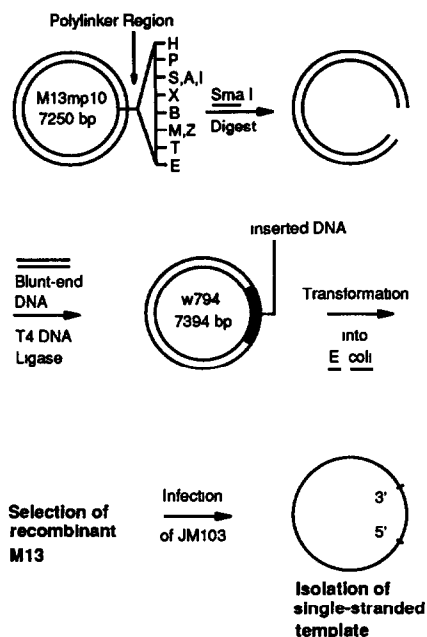 Polylinker Region
M13mp10
7250 bp
H
P
S,A,I
X
B
M,Z
T
E
Sma I
Digest
Blunt-end
DNA
T4 DNA
Ligase
w794
7394 bp
inserted DNA
Transformation
into
E coli
Selection of
recombinant
M13
Infection
of JM103
3'
5'
Isolation of
single-stranded
template